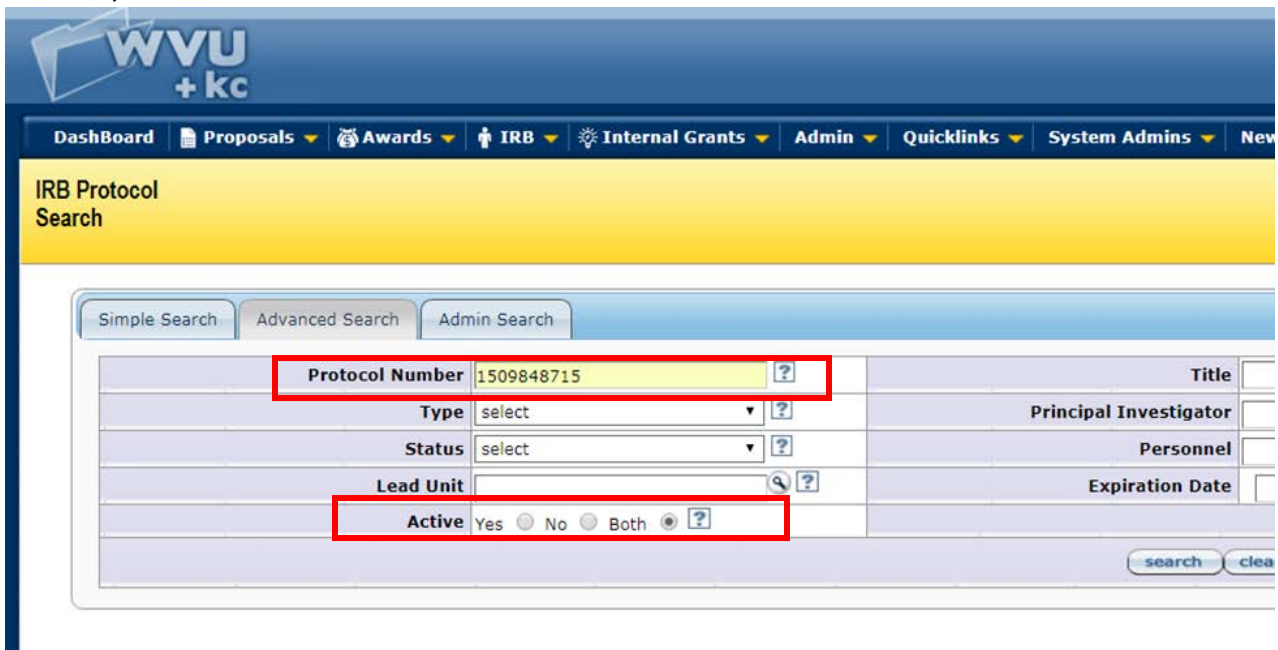 WVU
+ kc
DashBoard Proposals Awards IRB Internal Grants Admin Quicklinks System Admins New
IRB Protocol
Search
Simple Search Advanced Search Admin Search
Protocol Number 1509848715 ? Title
Type select ? Principal Investigator
Status select ? Personnel
Lead Unit ? Expiration Date
Active Yes No Both ?
search clea